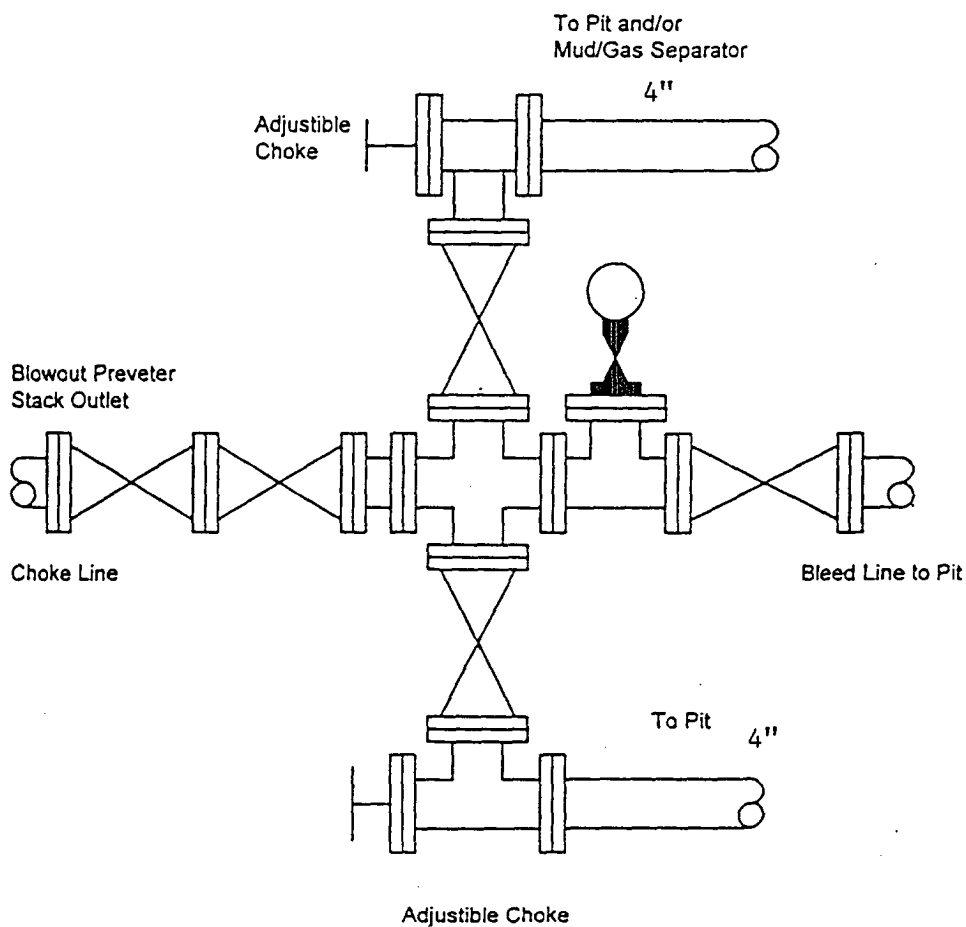 To Pit and/or
Mud/Gas Separator
4"
Adjustible
Choke
Blowout Preveter
Stack Outlet
Choke Line
Bleed Line to Pit
To Pit
4"
Adjustible Choke